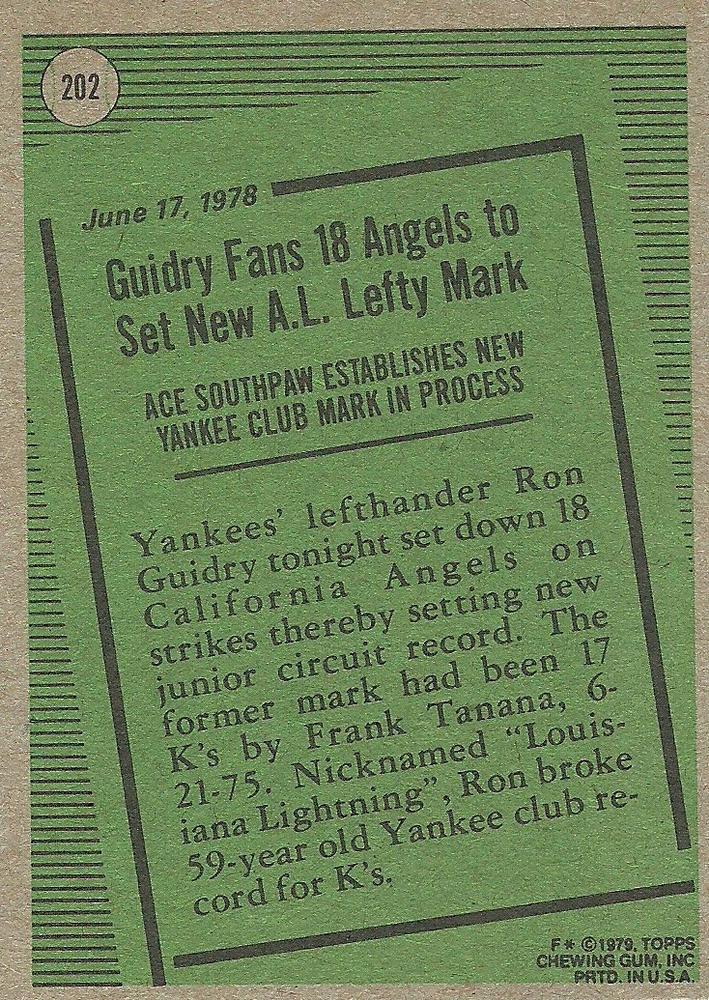 202
June 17, 1978
Guidry Fans 18 Angels to
Set New A.L. Lefty Mark
ACE SOUTHPAW ESTABLISHES NEW
YANKEE CLUB MARK IN PROCESS
Yankees' lefthander Ron
Guidry tonight set down 18
California Angels on
strikes thereby setting new
junior circuit record. The
former mark had been 17
K's by Frank Tanana, 6-
21-75. Nicknamed “Louis-
iana Lightning”, Ron broke
59-year old Yankee club re-
cord for K's.
F* ©1979, TOPPS
CHEWING GUM, INC
PRTD. IN U.S.A.